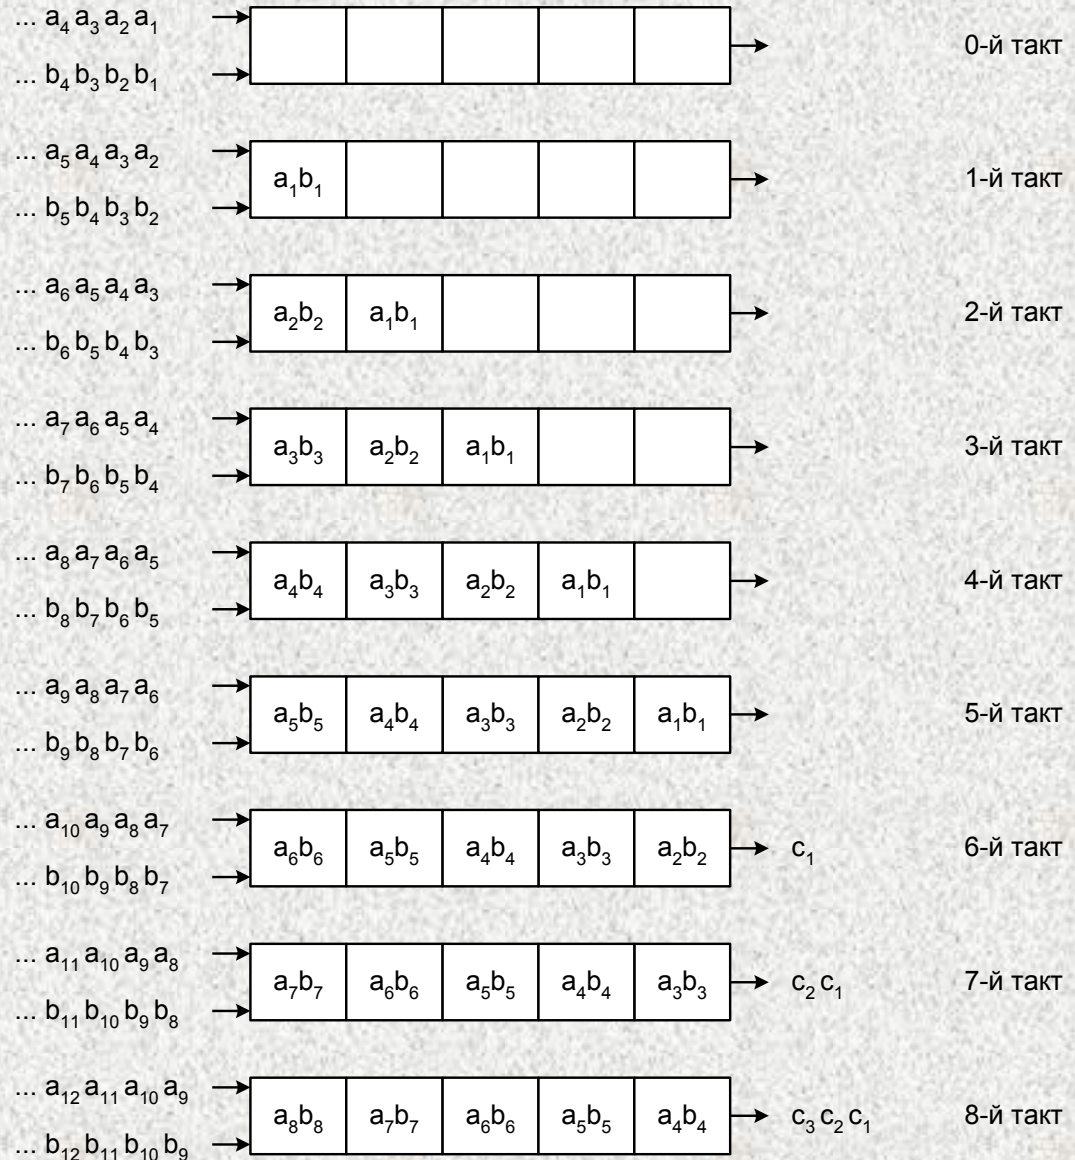 ... a₄ a₃ a₂ a₁
0-й такт
... b₄ b₃ b₂ b₁
... a₅ a₄ a₃ a₂
a₁b₁ 1-й такт
... b₅ b₄ b₃ b₂
... a₆ a₅ a₄ a₃
a₂b₂ a₁b₁ 2-й такт
... b₆ b₅ b₄ b₃
... a₇ a₆ a₅ a₄
a₃b₃ a₂b₂ a₁b₁ 3-й такт
... b₇ b₆ b₅ b₄
... a₈ a₇ a₆ a₅
a₄b₄ a₃b₃ a₂b₂ a₁b₁ 4-й такт
... b₈ b₇ b₆ b₅
... a₉ a₈ a₇ a₆
a₅b₅ a₄b₄ a₃b₃ a₂b₂ a₁b₁ 5-й такт
... b₉ b₈ b₇ b₆
... a₁₀ a₉ a₈ a₇
a₆b₆ a₅b₅ a₄b₄ a₃b₃ a₂b₂ c₁ 6-й такт
... b₁₀ b₉ b₈ b₇
... a₁₁ a₁₀ a₉ a₈
a₇b₇ a₆b₆ a₅b₅ a₄b₄ a₃b₃ c₂ c₁ 7-й такт
... b₁₁ b₁₀ b₉ b₈
... a₁₂ a₁₁ a₁₀ a₉
a₈b₈ a₇b₇ a₆b₆ a₅b₅ a₄b₄ c₃ c₂ c₁ 8-й такт
... b₁₂ b₁₁ b₁₀ b₉